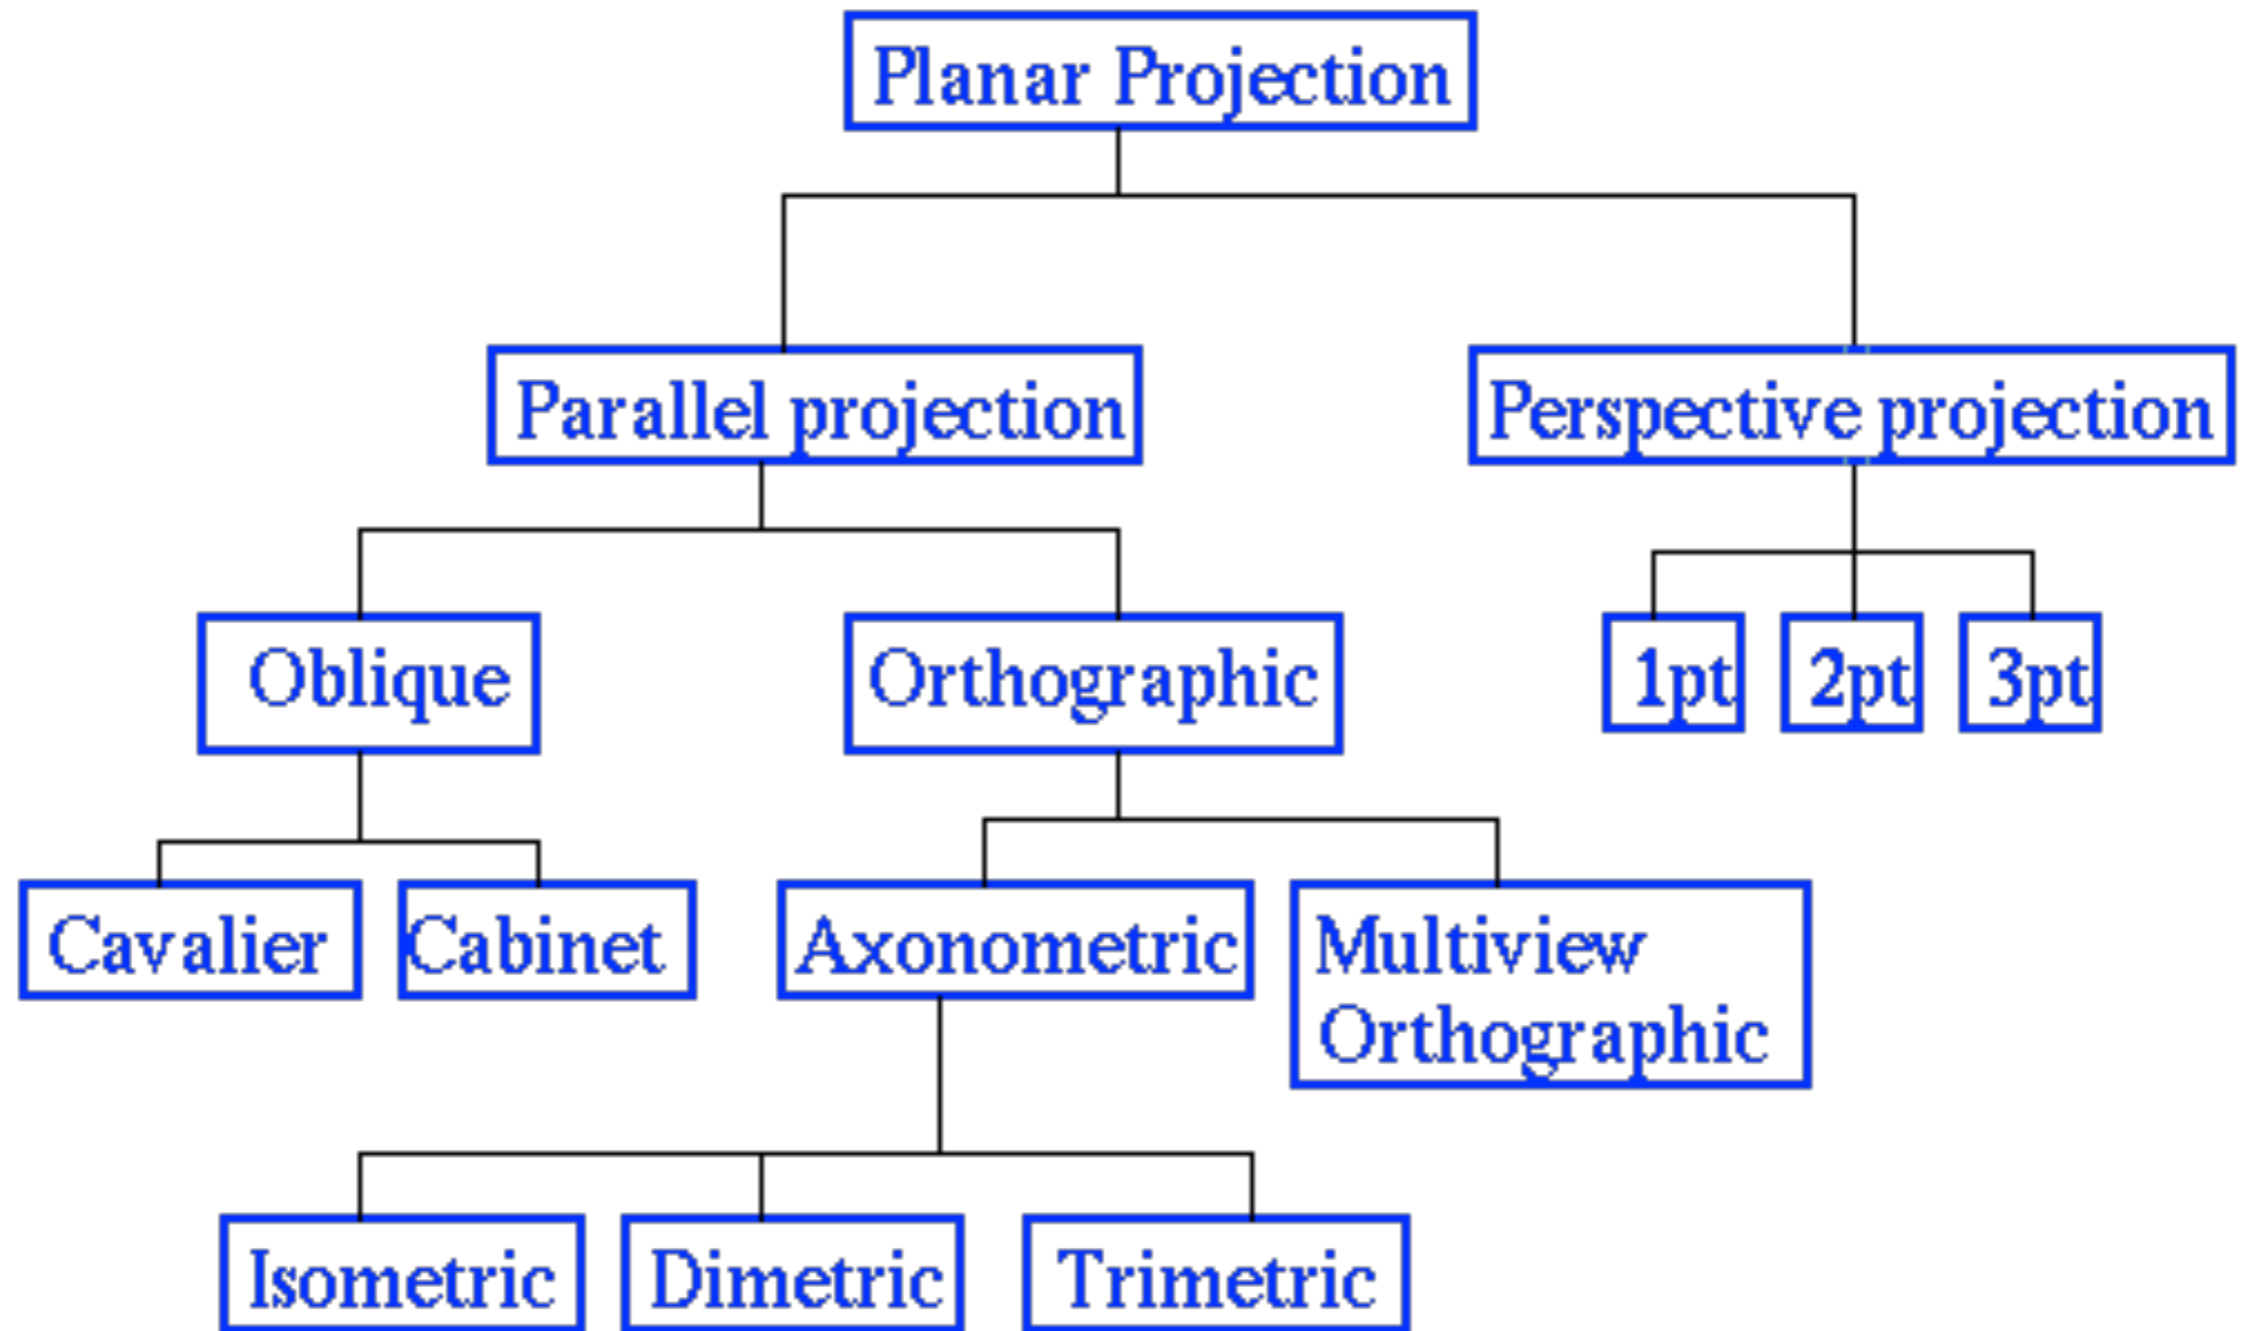 Planar Projection
Parallel projection
Perspective projection
Oblique
Orthographic
1pt
2pt
3pt
Cavalier
Cabinet
Axonometric
Multiview
Orthographic
Isometric
Dimetric
Trimetric